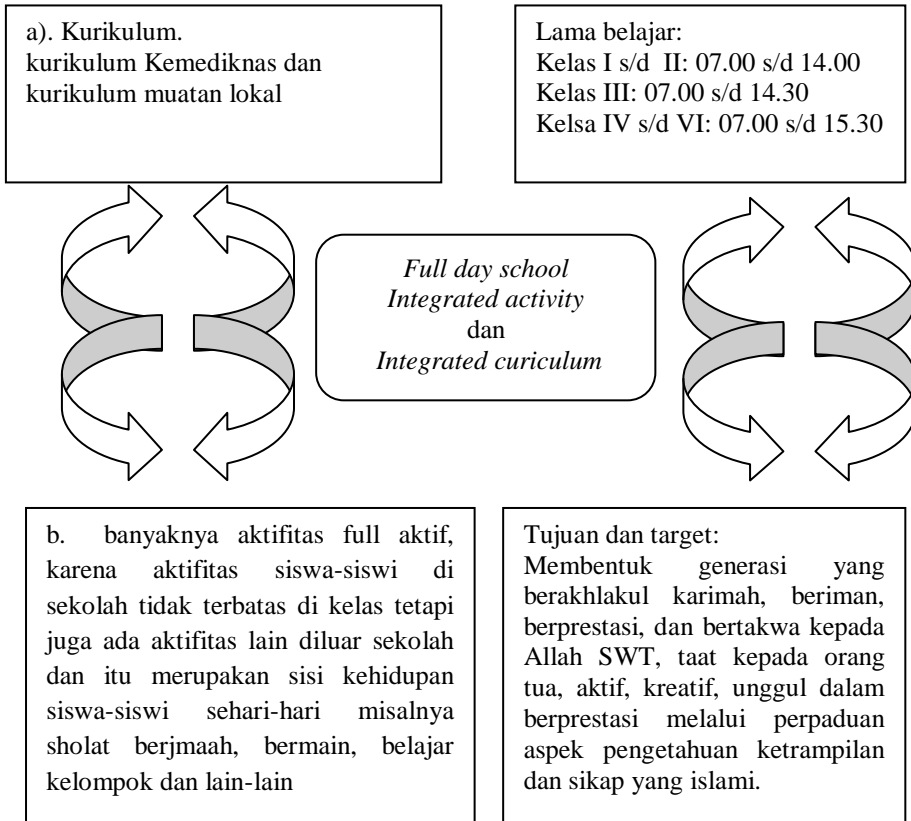 a). Kurikulum.
kurikulum Kemediknas dan
kurikulum muatan lokal
Lama belajar:
Kelas I s/d II: 07.00 s/d 14.00
Kelas III: 07.00 s/d 14.30
Kelsa IV s/d VI: 07.00 s/d 15.30
Full day school
Integrated activity
dan
Integrated curiculum
b. banyaknya aktifitas full aktif,
karena aktifitas siswa-siswi di
sekolah tidak terbatas di kelas tetapi
juga ada aktifitas lain diluar sekolah
dan itu merupakan sisi kehidupan
siswa-siswi sehari-hari misalnya
sholat berjmaah, bermain, belajar
kelompok dan lain-lain
Tujuan dan target:
Membentuk generasi yang
berakhlakul karimah, beriman,
berprestasi, dan bertakwa kepada
Allah SWT, taat kepada orang
tua, aktif, kreatif, unggul dalam
berprestasi melalui perpaduan
aspek pengetahuan ketrampilan
dan sikap yang islami.